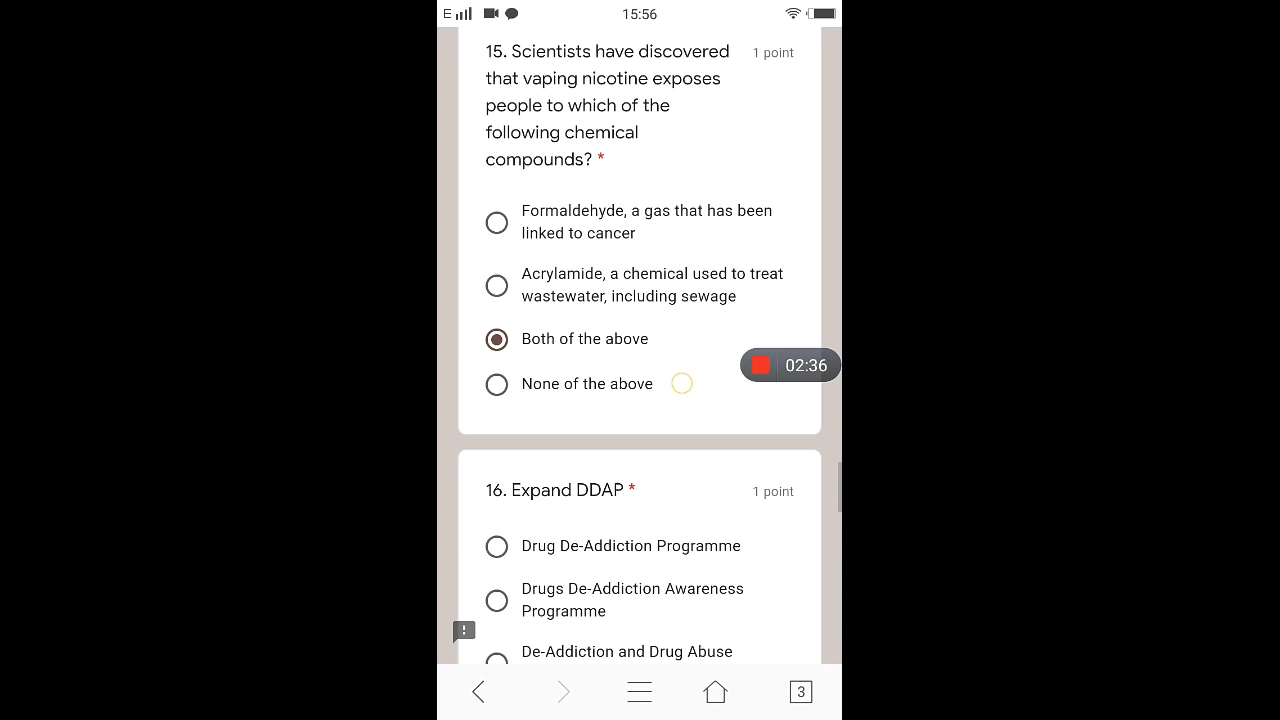 E 15:56
15. Scientists have discovered 1 point
that vaping nicotine exposes
people to which of the
following chemical
compounds? *
Formaldehyde, a gas that has been
linked to cancer
Acrylamide, a chemical used to treat
wastewater, including sewage
Both of the above
02:36
None of the above
16. Expand DDAP * 1 point
Drug De-Addiction Programme
Drugs De-Addiction Awareness
Programme
!
De-Addiction and Drug Abuse
3